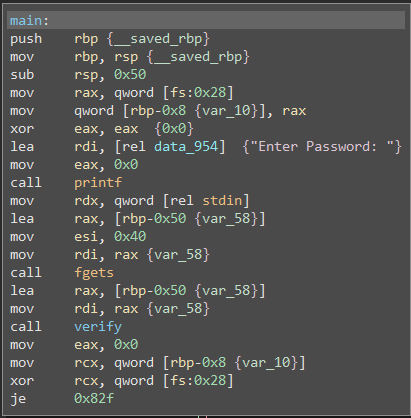 main:
push rbp {__saved_rbp}
mov rbp, rsp {__saved_rbp}
sub rsp, 0x50
mov rax, qword [fs:0x28]
mov qword [rbp-0x8 {var_10}], rax
xor eax, eax {0x0}
lea rdi, [rel data_954] {"Enter Password: "}
mov eax, 0x0
call printf
mov rdx, qword [rel stdin]
lea rax, [rbp-0x50 {var_58}]
mov esi, 0x40
mov rdi, rax {var_58}
call fgets
lea rax, [rbp-0x50 {var_58}]
mov rdi, rax {var_58}
call verify
mov eax, 0x0
mov rcx, qword [rbp-0x8 {var_10}]
xor rcx, qword [fs:0x28]
je 0x82f